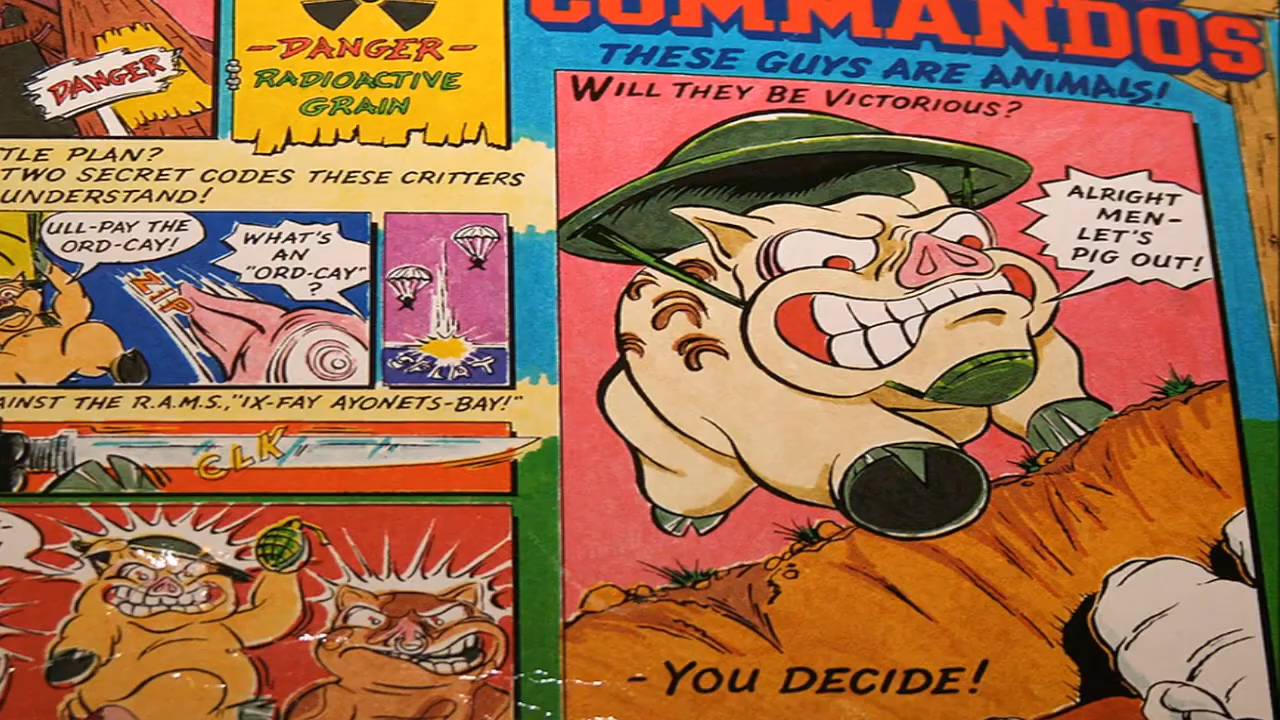 DANGER
-DANGER-
RADIOACTIVE
GRAIN
TLE PLAN?
TWO SECRET CODES THESE CRITTERS
UNDERSTAND!
ULL-PAY THE
ORD-CAY!
ZIP
WHAT'S
AN
"ORD-CAY"
?
SPLAT
AINST THE R.A.M.S.,"IX-FAY AYONETS-BAY!"
CLK
COMMANDOS
THESE GUYS ARE ANIMALS!
WILL THEY BE VICTORIOUS?
ALRIGHT
MEN-
LET'S
PIG OUT!
-YOU DECIDE!